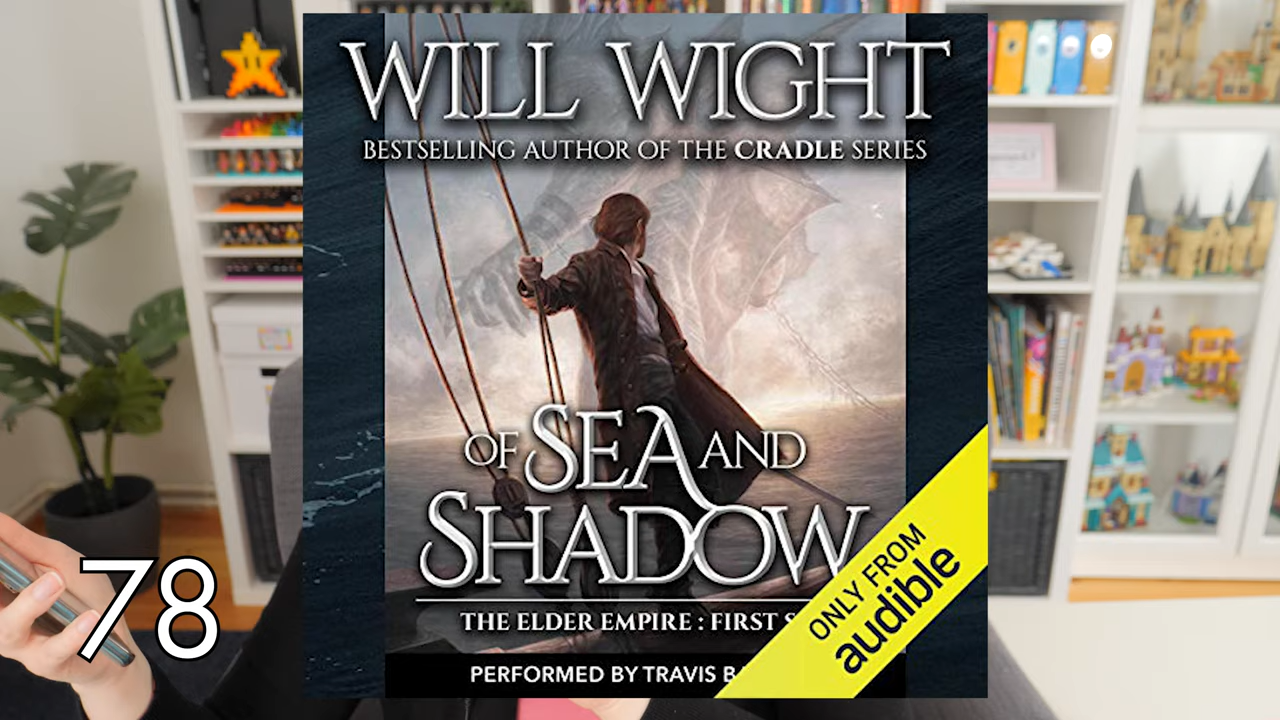 WILL WIGHT
BESTSELLING AUTHOR OF THE CRADLE SERIES
OF SEA AND
SHADOW
THE ELDER EMPIRE : FIRST
PERFORMED BY TRAVIS
ONLY FROM
audible
78